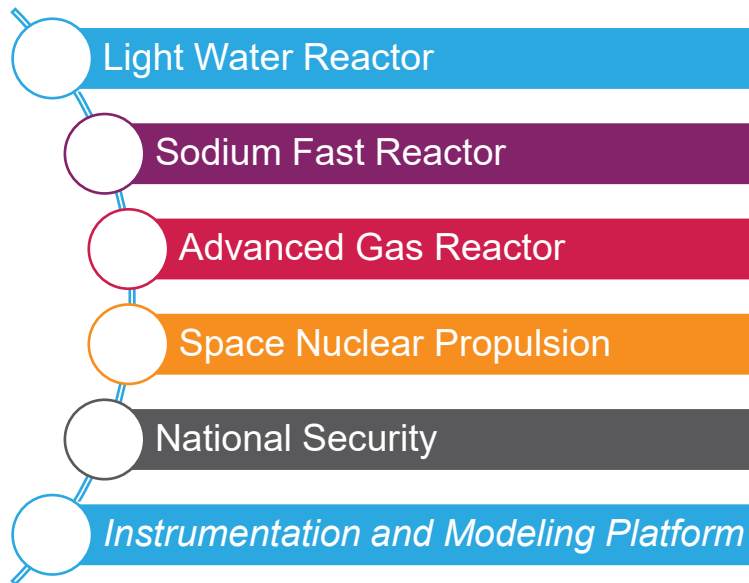 Light Water Reactor
Sodium Fast Reactor
Advanced Gas Reactor
Space Nuclear Propulsion
National Security
Instrumentation and Modeling Platform